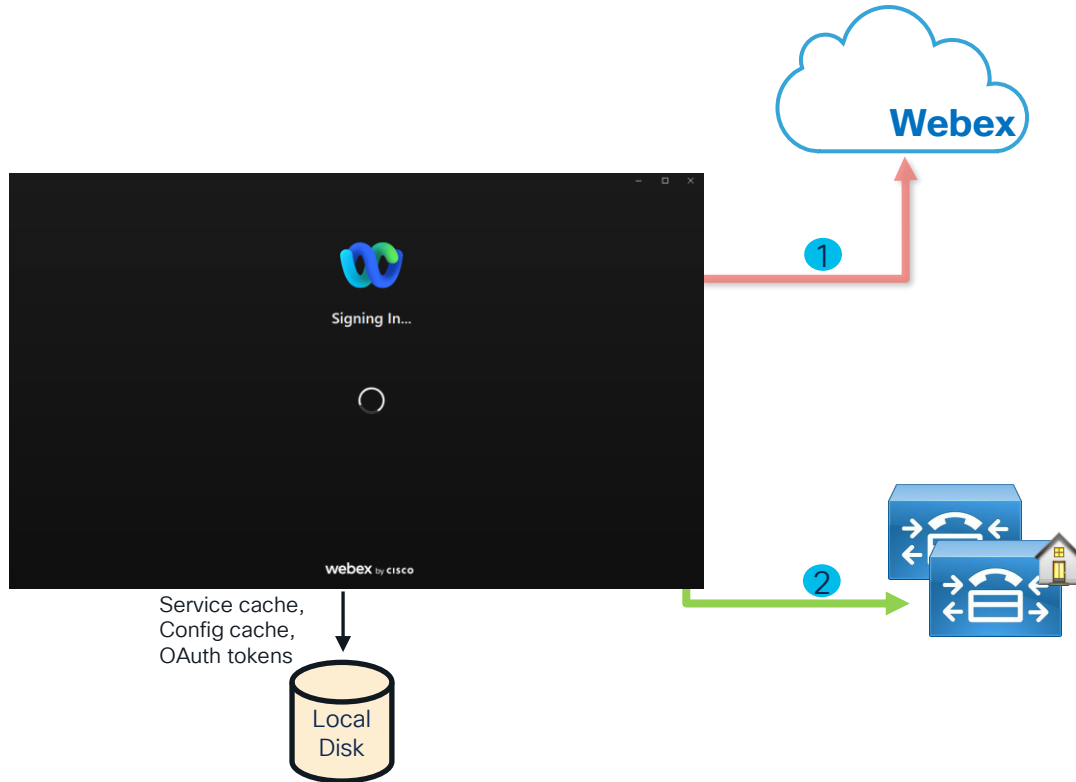 Webex
1
Signing In...
webex by CISCO
2
Service cache,
Config cache,
OAuth tokens
Local
Disk